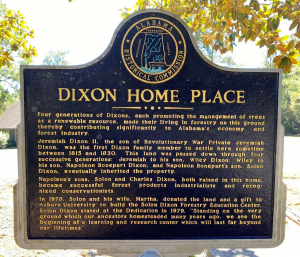 ALABAMA
HISTORICAL COMMISSION
DIXON HOME PLACE
Four generations of Dixons, each promoting the management of trees
as a renewable resource, made their living in forestry on this ground
thereby contributing significantly to Alabama's economy and
forest industry.
Jeremiah Dixon II, the son of Revolutionary War Private Jeremiah
Dixon, was the first Dixon family member to settle here sometime
between 1815 and 1830. This land was passed down through four
successive generations: Jeremiah to his son, Wiley Dixon; Wiley to
his son, Napoleon Bonepart Dixon; and Napoleon Bonepart's son, Solon
Dixon, eventually inherited the property.
Napoleon's sons, Solon and Charles Dixon, both raised in this home,
became successful forest products industrialists and recog-
nized conservationists.
In 1978, Solon and his wife, Martha, donated the land and a gift to
Auburn University to build the Solon Dixon Forestry Education Center.
Solon Dixon stated at the Dedication in 1979, "Standing on the very
ground which our ancestors homesteaded many years ago, we see the
beginning of a learning and research center which will last far beyond
our lifetimes."